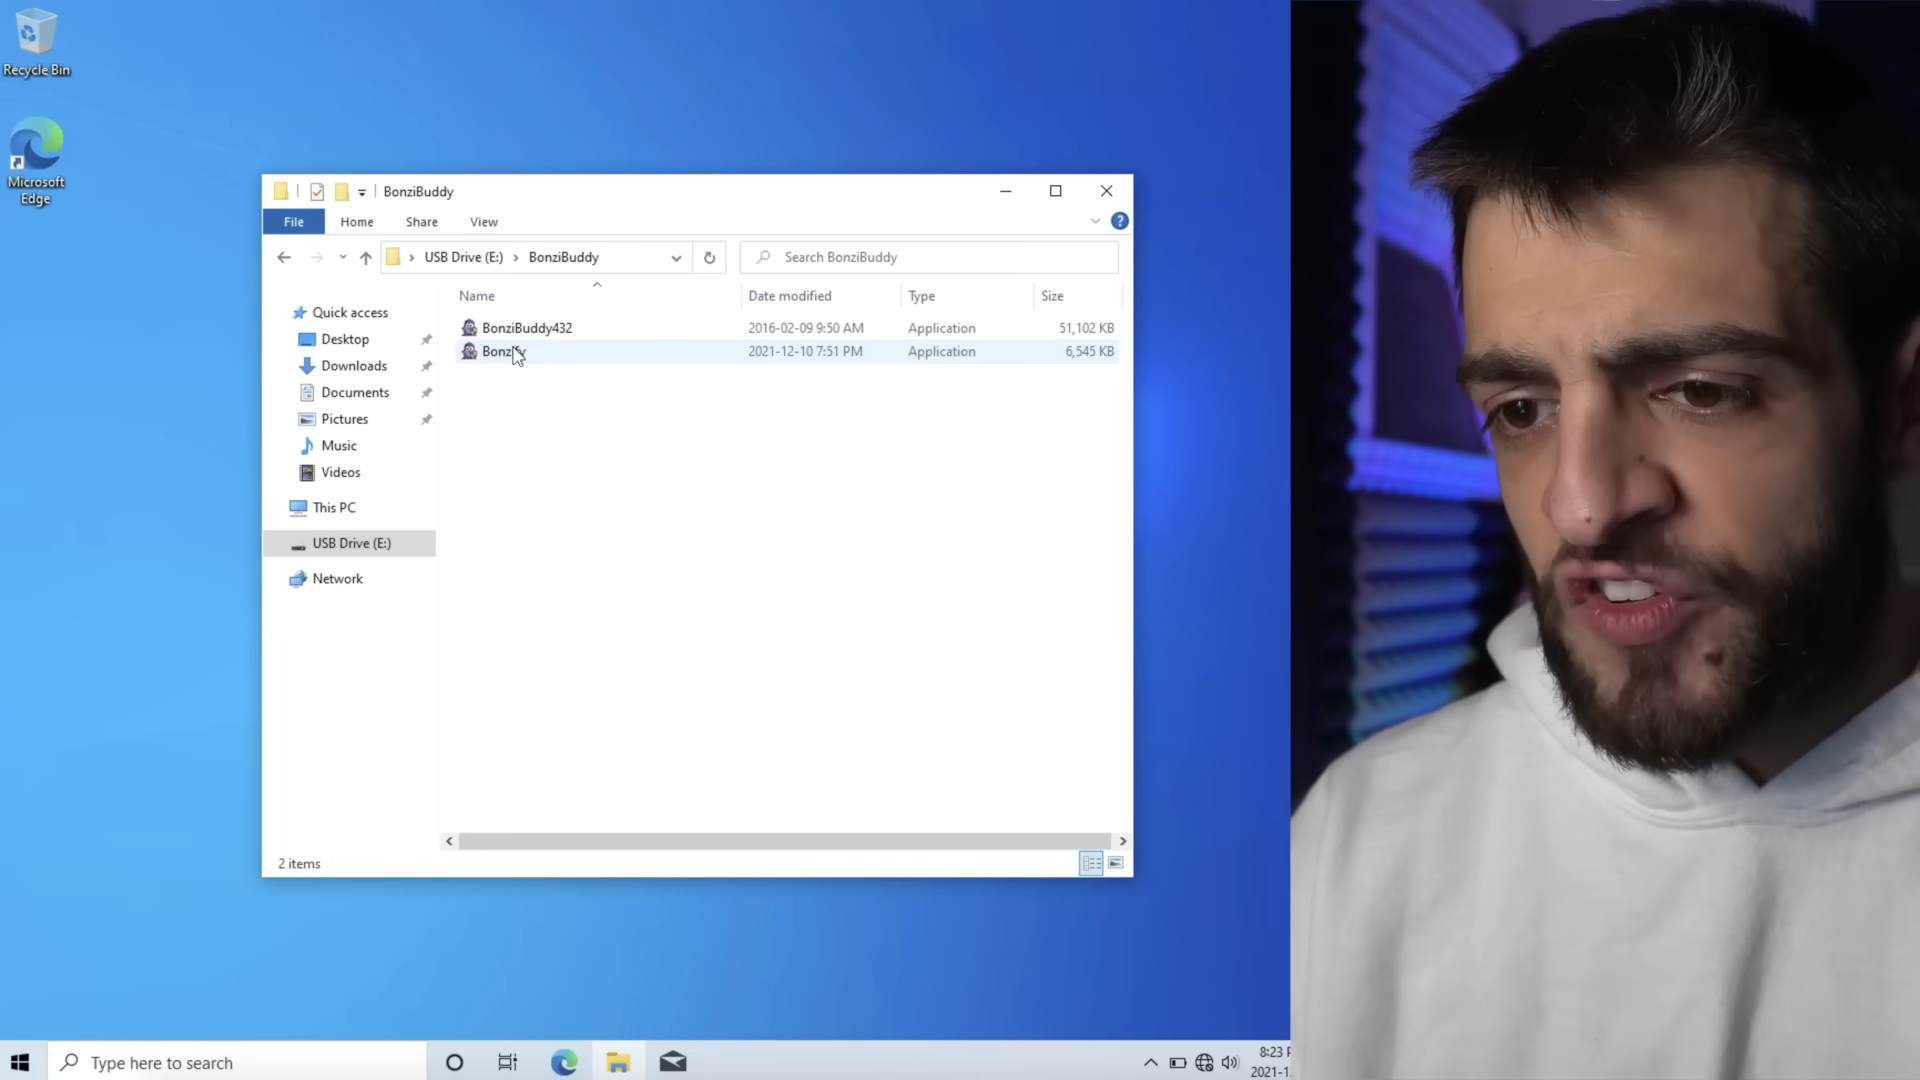 Recycle Bin
Microsoft
Edge
BonziBuddy
File Home Share View
USB Drive (E:) BonziBuddy
Search BonziBuddy
Name Date modified Type Size
BonziBuddy432 2016-02-09 9:50 AM Application 51,102 KB
2021-12-10 7:51 PM Application 6,545 KB
Quick access
Desktop
Downloads
Documents
Pictures
Music
Videos
This PC
USB Drive (E:)
Network
2 items
Type here to search
8:23